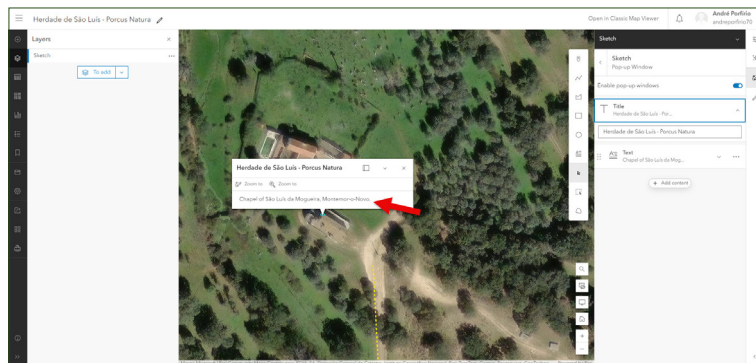 Herdade de São Luís - Porcus Natura
Open in Classic Map Viewer
André Porfírio
andreporfirio70
Layers
Sketch
To add
Herdade de São Luís - Porcus Natura
Zoom to
Zoom to
Chapel of São Luís da Mogueira, Montemor-o-Novo.
Sketch
Sketch
Pop-up Window
Enable pop-up windows
Title
Herdade de São Luís - Por...
Herdade de São Luís - Porcus Natura
Text
Chapel of São Luís da Mog...
+ Add content